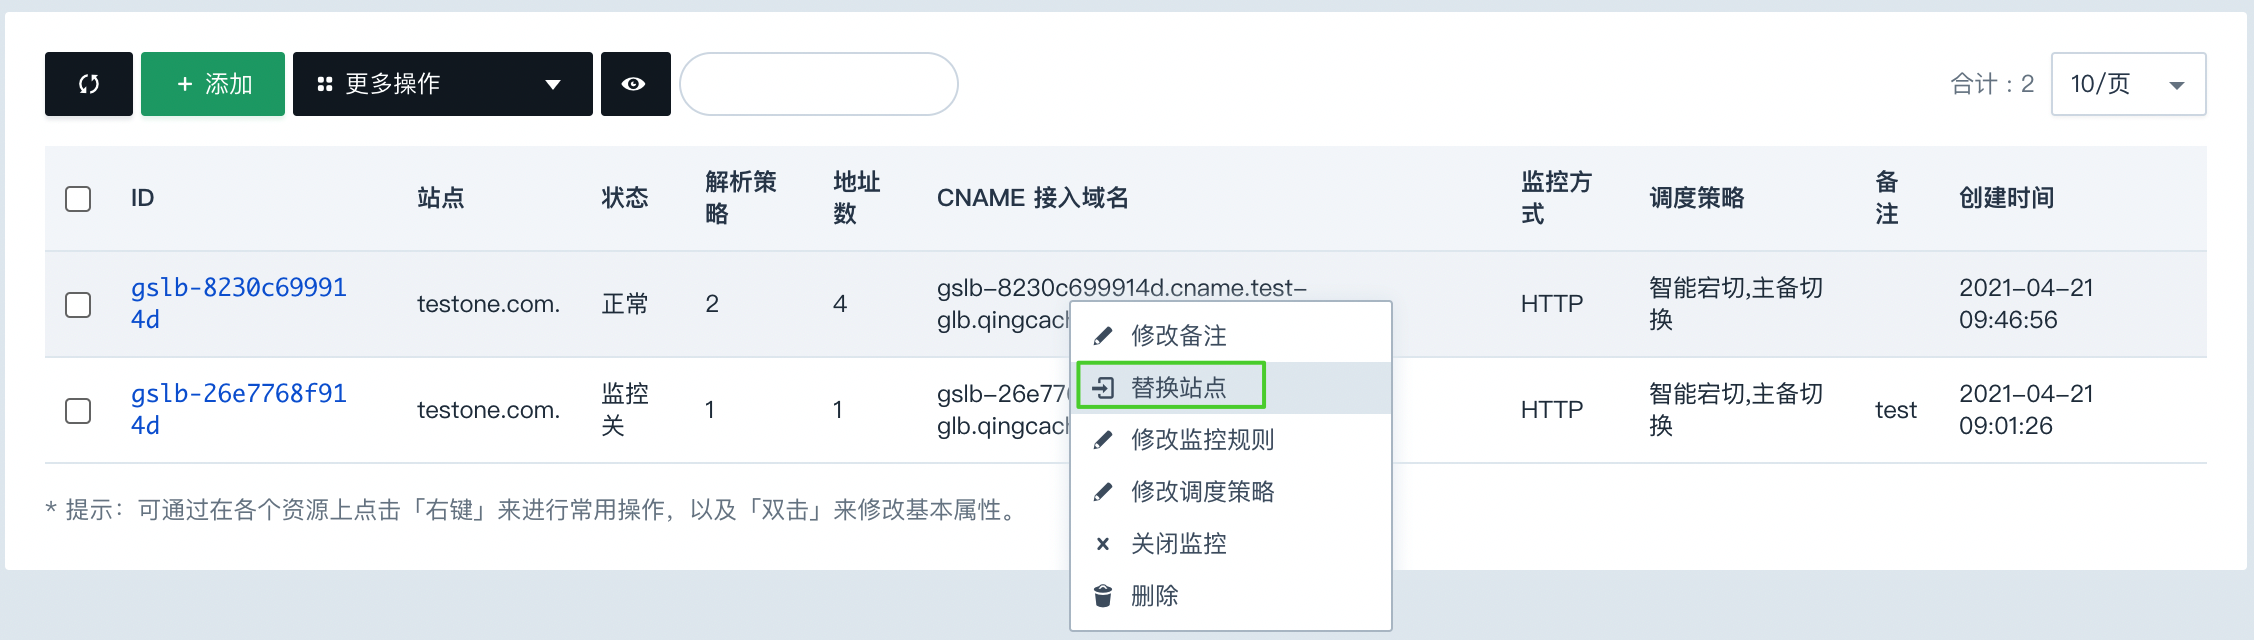 添加
更多操作
合计：2
10/页
ID
站点
状态
解析策
略
地址
数
CNAME 接入域名
监控方
式
调度策略
备
注
创建时间
gslb-8230c69991
4d
testone.com.
正常
2
4
gslb-8230c699914d.cname.test-
glb.qingcach
HTTP
智能宕切,主备切
换
2021-04-21
09:46:56
gslb-26e7768f91
4d
testone.com.
监控
关
1
1
gslb-26e776
glb.qingcach
HTTP
智能宕切,主备切
换
test
2021-04-21
09:01:26
修改备注
替换站点
修改监控规则
修改调度策略
关闭监控
删除
* 提示：可通过在各个资源上点击「右键」来进行常用操作，以及「双击」来修改基本属性。